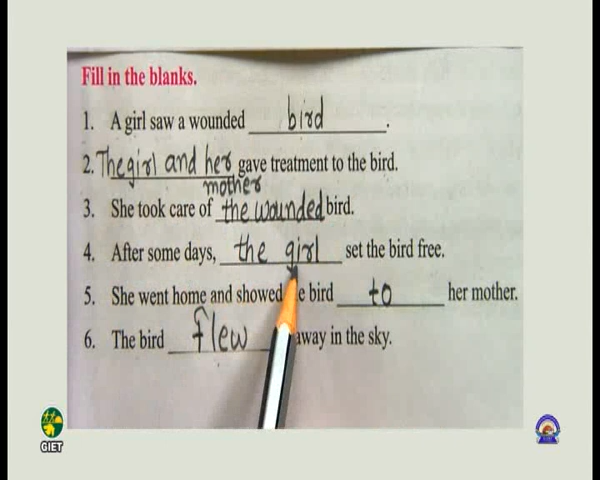 Fill in the blanks.
1. A girl saw a wounded bird.
2. The girl and her gave treatment to the bird.
mother
3. She took care of the wounded bird.
4. After some days, the girl set the bird free.
5. She went home and showed e bird to her mother.
6. The bird flew away in the sky.
GIET